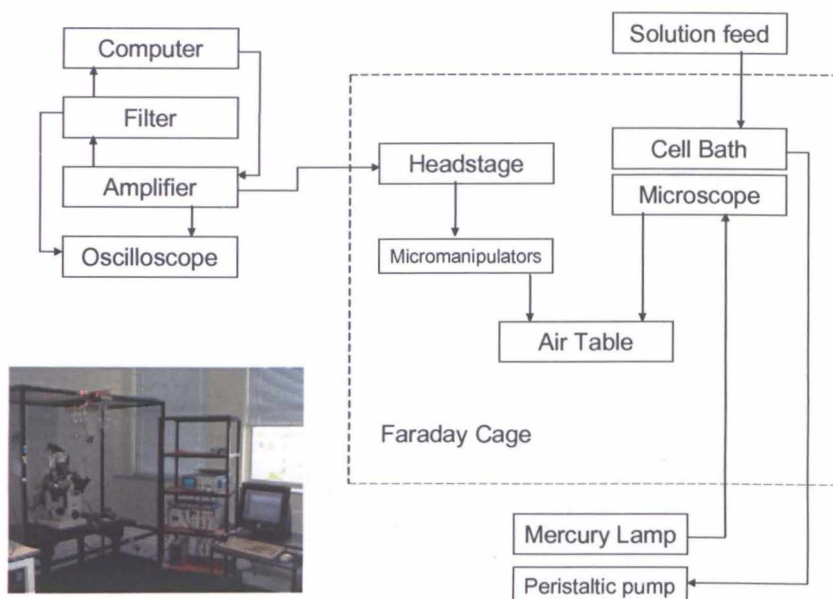 Computer
Filter
Amplifier
Oscilloscope
Solution feed
Headstage
Cell Bath
Microscope
Micromanipulators
Air Table
Faraday Cage
Mercury Lamp
Peristaltic pump